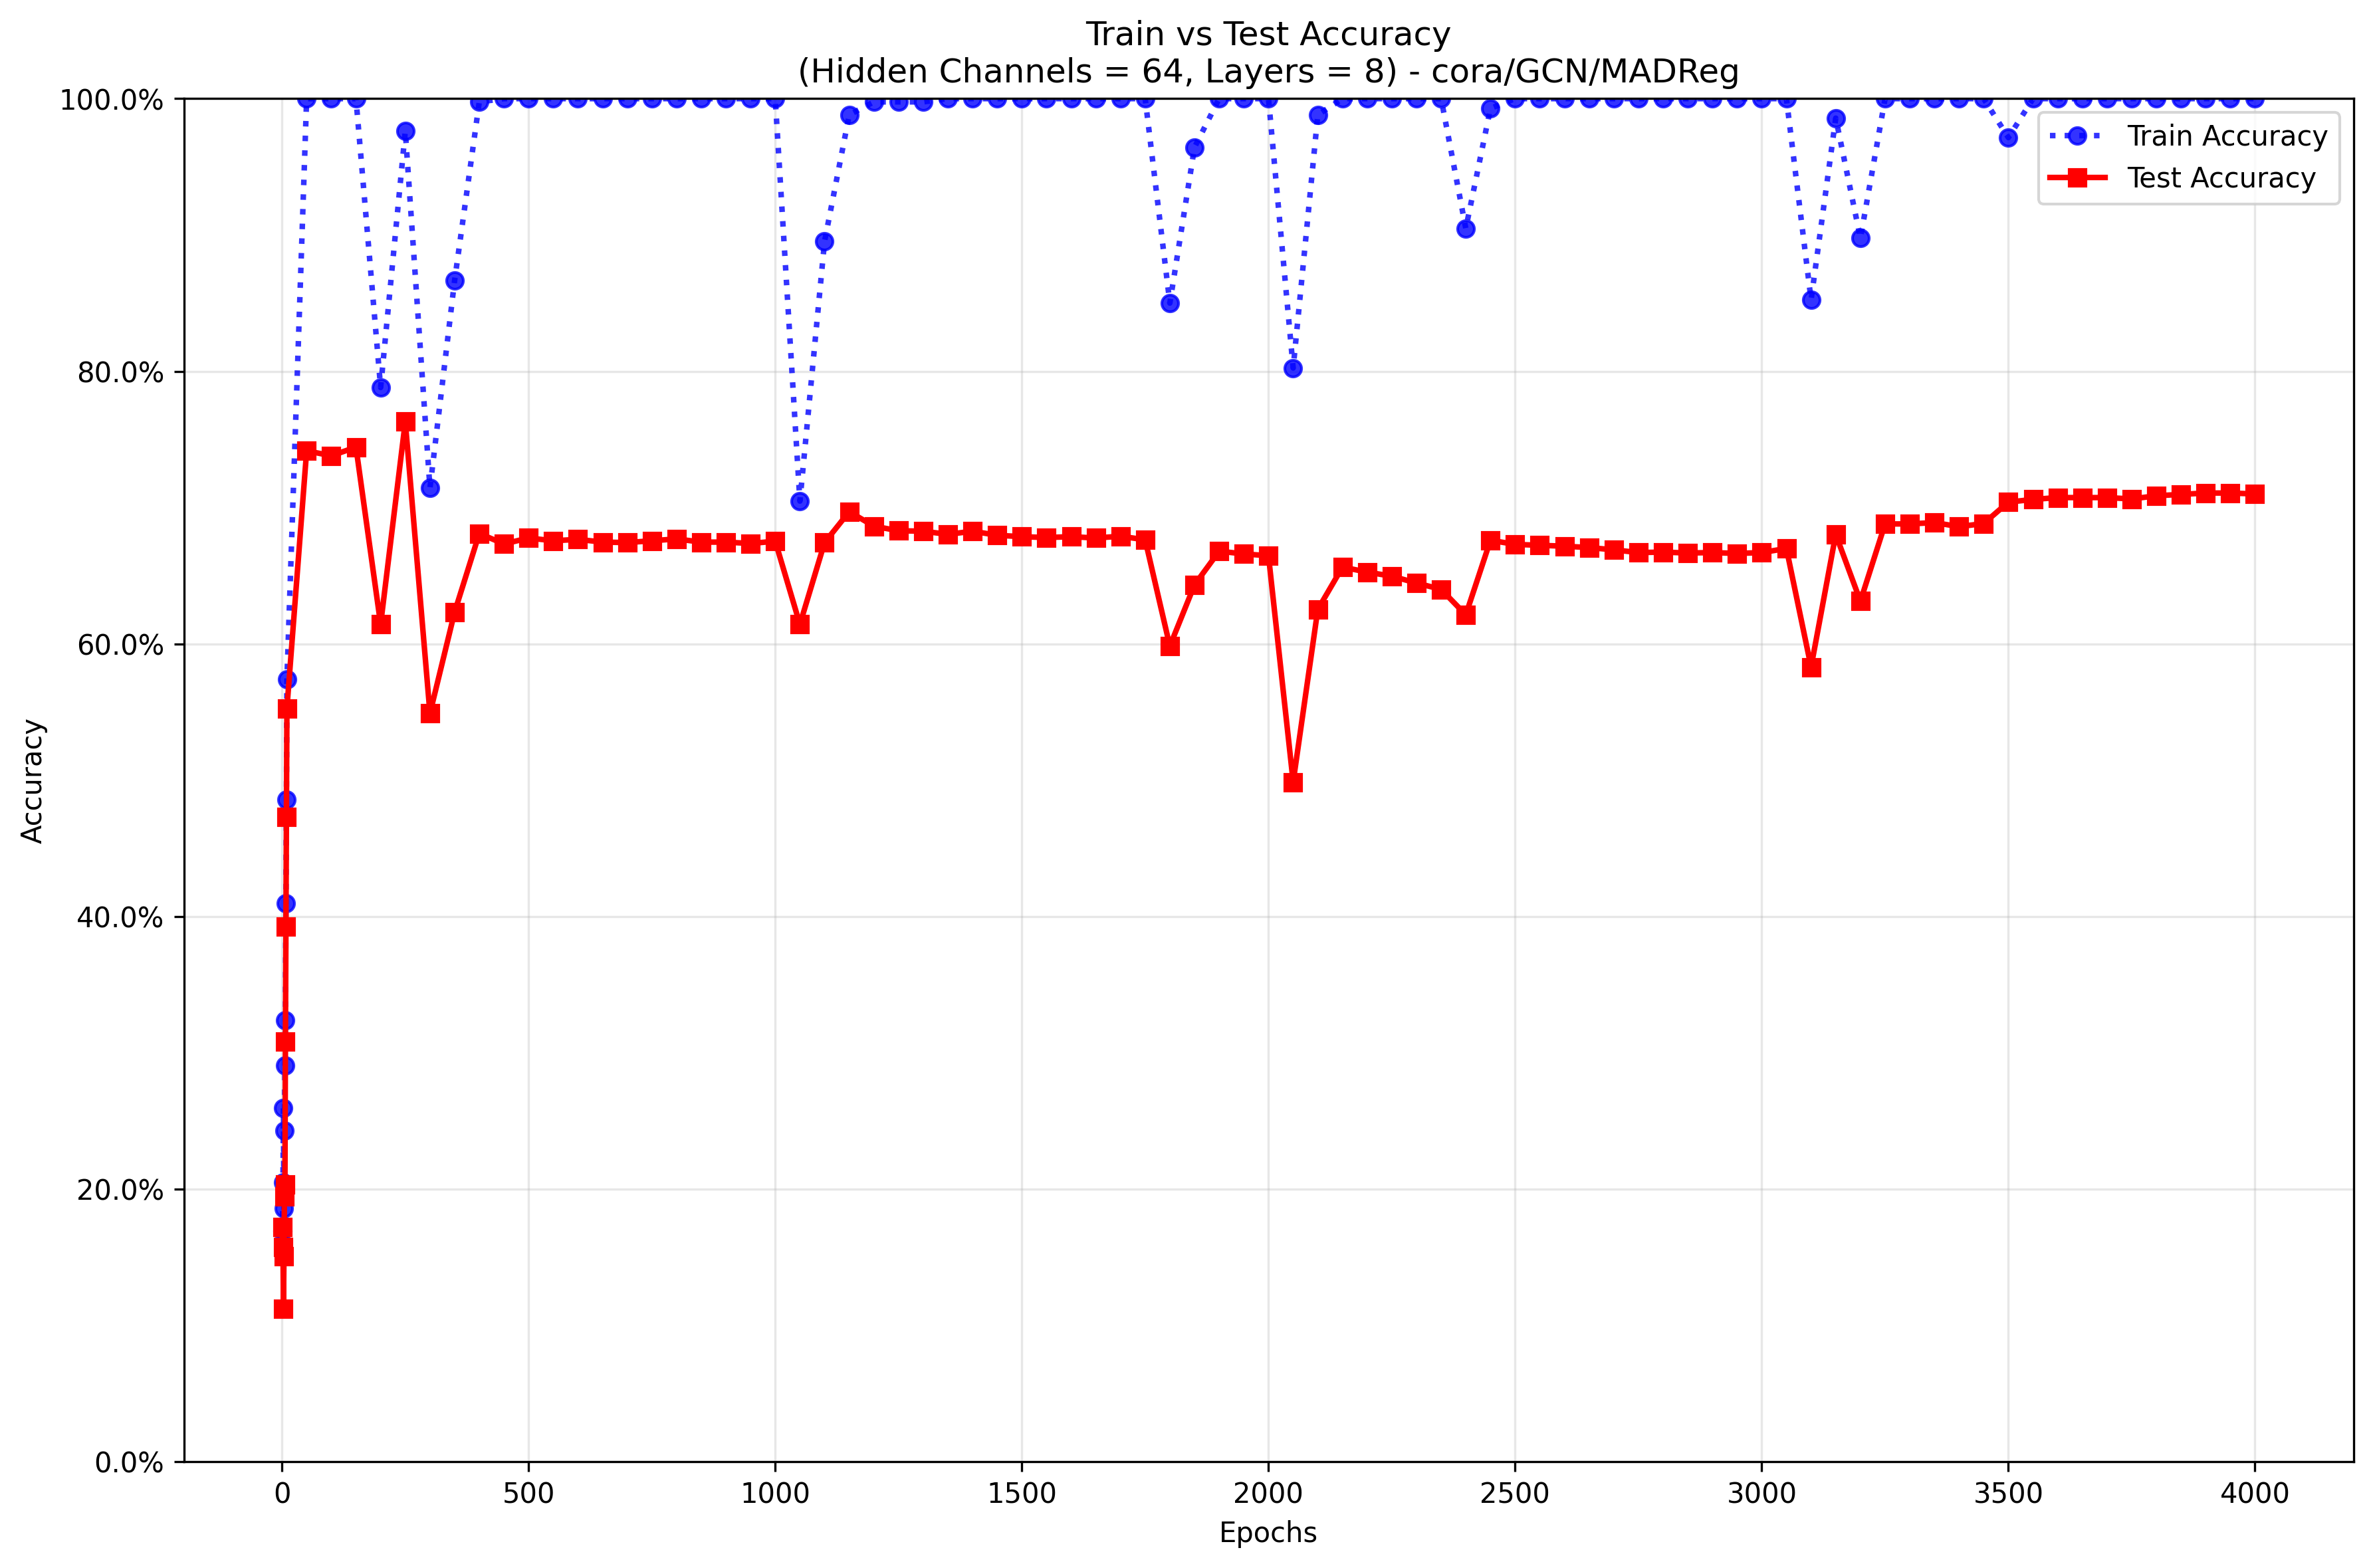 Train vs Test Accuracy
(Hidden Channels = 64, Layers = 8) - cora/GCN/MADReg
100.0%
80.0%
60.0%
40.0%
20.0%
0.0%
Accuracy
Train Accuracy
Test Accuracy
0 500 1000 1500 2000 2500 3000 3500 4000
Epochs